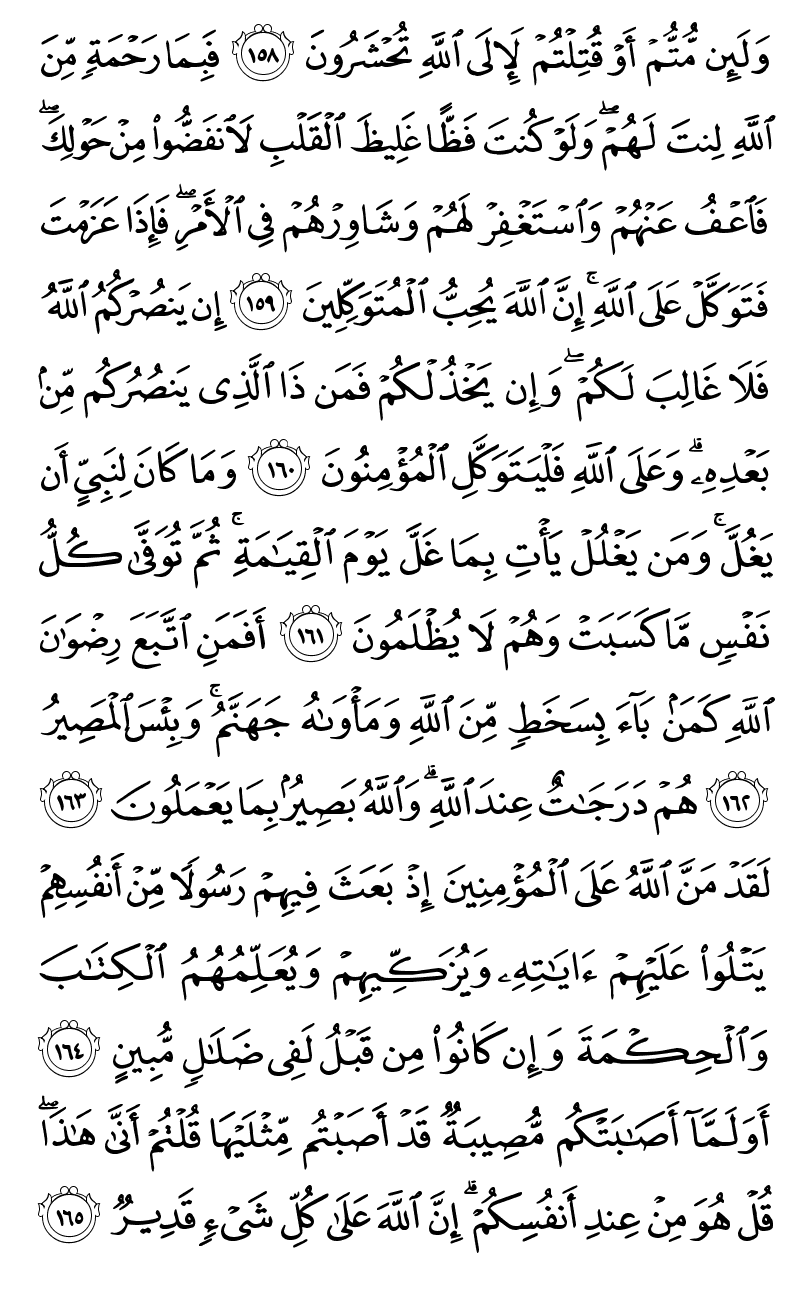 وَلَئِن مُّتُّمۡ أَوۡ قُتِلۡتُمۡ لَإِلَى ٱللَّهِ تُحۡشَرُونَ ١٥٨ فَبِمَا رَحۡمَةٖ مِّنَ
ٱللَّهِ لِنتَ لَهُمۡۖ وَلَوۡ كُنتَ فَظًّا غَلِيظَ ٱلۡقَلۡبِ لَٱنفَضُّواْ مِنۡ حَوۡلِكَۖ
فَٱعۡفُ عَنۡهُمۡ وَٱسۡتَغۡفِرۡ لَهُمۡ وَشَاوِرۡهُمۡ فِي ٱلۡأَمۡرِۖ فَإِذَا عَزَمۡتَ
فَتَوَكَّلۡ عَلَى ٱللَّهِۚ إِنَّ ٱللَّهَ يُحِبُّ ٱلۡمُتَوَكِّلِينَ ١٥٩ إِن يَنصُرۡكُمُ ٱللَّهُ
فَلَا غَالِبَ لَكُمۡۖ وَإِن يَخۡذُلۡكُمۡ فَمَن ذَا ٱلَّذِي يَنصُرُكُم مِّنۢ
بَعۡدِهِۦۗ وَعَلَى ٱللَّهِ فَلۡيَتَوَكَّلِ ٱلۡمُؤۡمِنُونَ ١٦٠ وَمَا كَانَ لِنَبِيٍّ أَن
يَغُلَّۚ وَمَن يَغۡلُلۡ يَأۡتِ بِمَا غَلَّ يَوۡمَ ٱلۡقِيَٰمَةِۚ ثُمَّ تُوَفَّىٰ كُلُّ
نَفۡسٖ مَّا كَسَبَتۡ وَهُمۡ لَا يُظۡلَمُونَ ١٦١ أَفَمَنِ ٱتَّبَعَ رِضۡوَٰنَ
ٱللَّهِ كَمَنۢ بَآءَ بِسَخَطٖ مِّنَ ٱللَّهِ وَمَأۡوَىٰهُ جَهَنَّمُۚ وَبِئۡسَ ٱلۡمَصِيرُ
١٦٢ هُمۡ دَرَجَٰتٌ عِندَ ٱللَّهِۗ وَٱللَّهُ بَصِيرُۢ بِمَا يَعۡمَلُونَ ١٦٣
لَقَدۡ مَنَّ ٱللَّهُ عَلَى ٱلۡمُؤۡمِنِينَ إِذۡ بَعَثَ فِيهِمۡ رَسُولٗا مِّنۡ أَنفُسِهِمۡ
يَتۡلُواْ عَلَيۡهِمۡ ءَايَٰتِهِۦ وَيُزَكِّيهِمۡ وَيُعَلِّمُهُمُ ٱلۡكِتَٰبَ
وَٱلۡحِكۡمَةَ وَإِن كَانُواْ مِن قَبۡلُ لَفِي ضَلَٰلٖ مُّبِينٍ ١٦٤
أَوَلَمَّآ أَصَٰبَتۡكُم مُّصِيبَةٞ قَدۡ أَصَبۡتُم مِّثۡلَيۡهَا قُلۡتُمۡ أَنَّىٰ هَٰذَاۖ
قُلۡ هُوَ مِنۡ عِندِ أَنفُسِكُمۡۗ إِنَّ ٱللَّهَ عَلَىٰ كُلِّ شَيۡءٖ قَدِيرٞ ١٦٥